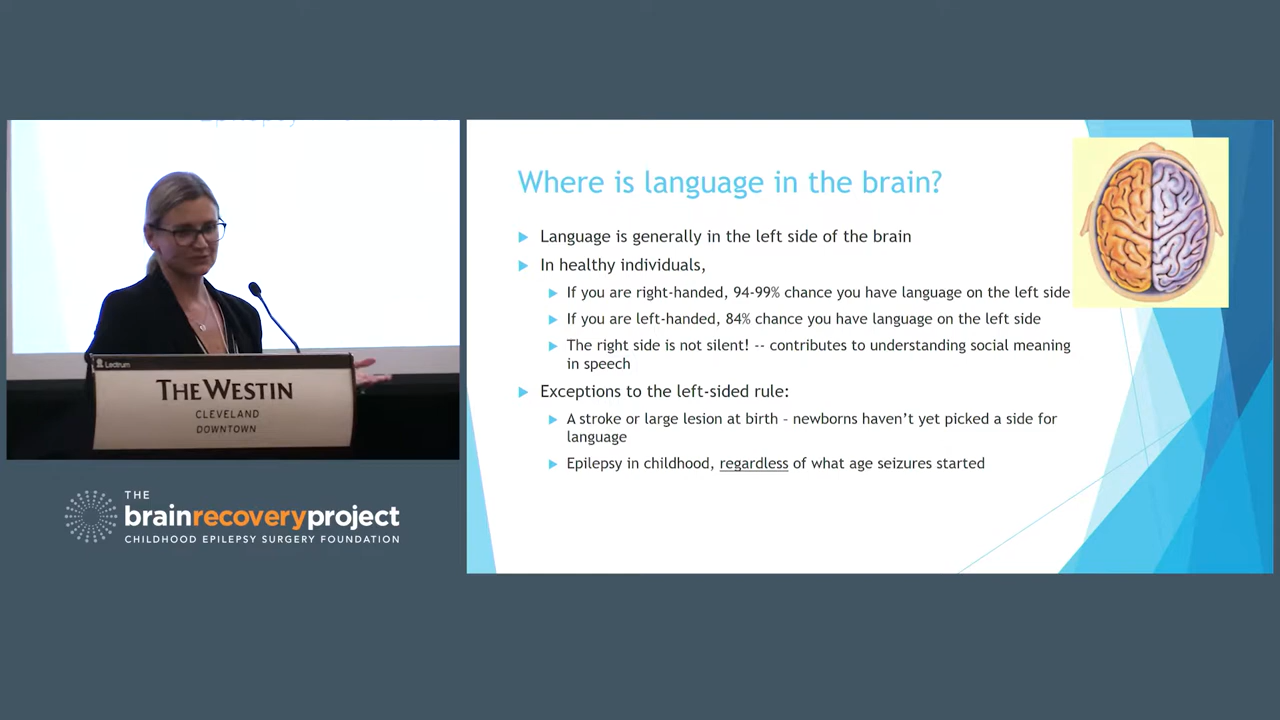 Lectrum
THE WESTIN
CLEVELAND
DOWNTOWN
THE
brainrecoveryproject
CHILDHOOD EPILEPSY SURGERY FOUNDATION
Where is language in the brain?
Language is generally in the left side of the brain
In healthy individuals,
If you are right-handed, 94-99% chance you have language on the left side
If you are left-handed, 84% chance you have language on the left side
The right side is not silent! -- contributes to understanding social meaning
in speech
Exceptions to the left-sided rule:
A stroke or large lesion at birth – newborns haven’t yet picked a side for
language
Epilepsy in childhood, regardless of what age seizures started